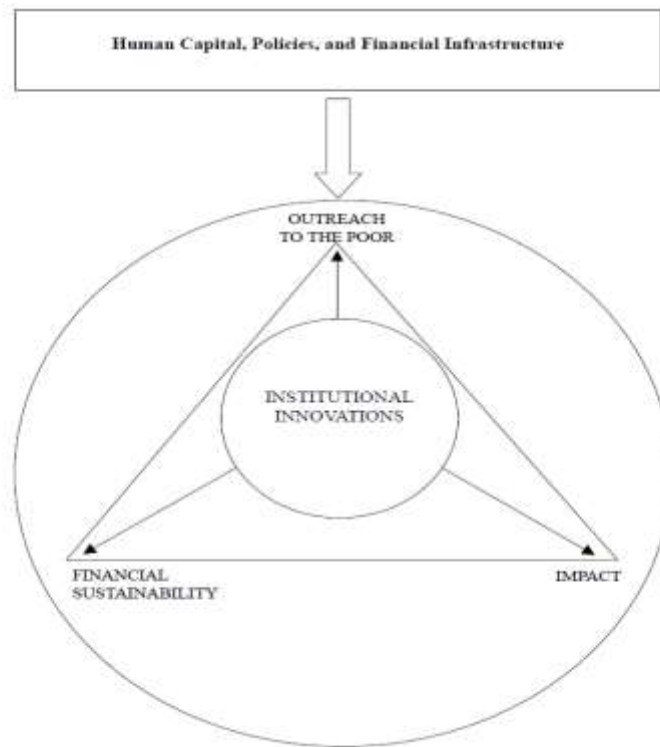 Human Capital, Policies, and Financial Infrastructure
OUTREACH
TO THE POOR
INSTITUTIONAL
INNOVATIONS
FINANCIAL
SUSTAINABILITY
IMPACT